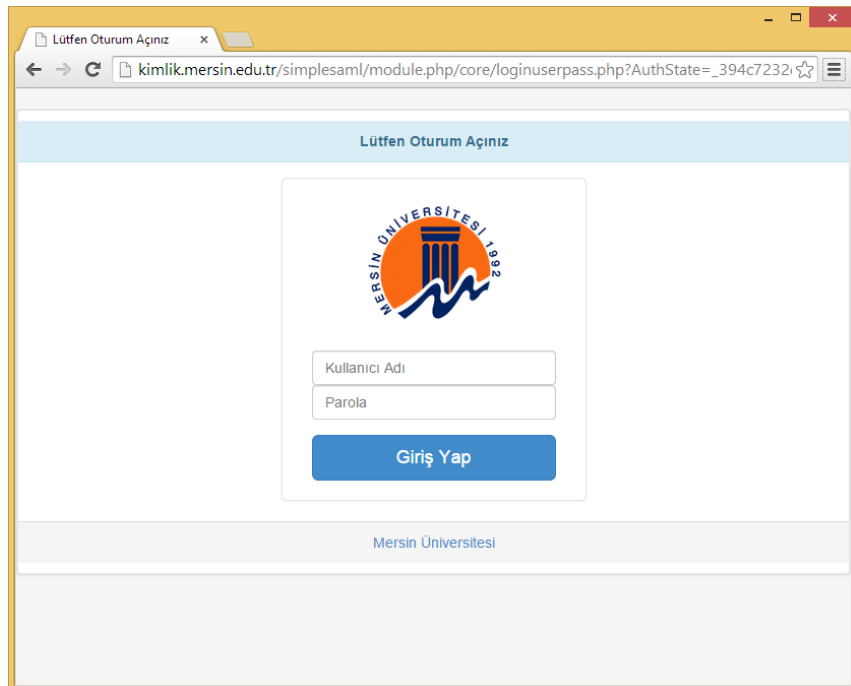 Lütfen Oturum Açınız
kimlik.mersin.edu.tr/simplesaml/module.php/core/loginuserpass.php?AuthState=_394c7232
Lütfen Oturum Açınız
MERSİN ÜNİVERSİTESİ 1992
Kullanıcı Adı
Parola
Giriş Yap
Mersin Üniversitesi